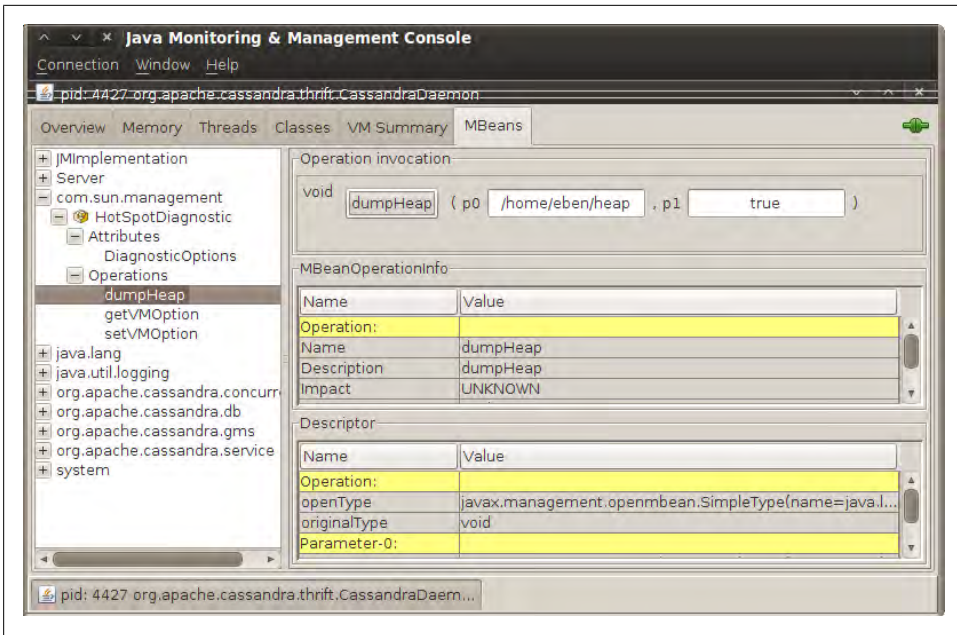 Java Monitoring & Management Console
Connection Window Help
pid: 4427 org.apache.cassandra.thrift.CassandraDaemon
Overview Memory Threads Classes VM Summary MBeans
JMImplementation
Server
com.sun.management
HotSpotDiagnostic
Attributes
DiagnosticOptions
Operations
dumpHeap
getVMOption
setVMOption
java.lang
java.util.logging
org.apache.cassandra.concurr
org.apache.cassandra.db
org.apache.cassandra.gms
org.apache.cassandra.service
system
Operation invocation
void dumpHeap ( p0 /home/eben/heap , p1 true )
MBeanOperationInfo
Name Value
Operation:
Name dumpHeap
Description dumpHeap
Impact UNKNOWN
Descriptor
Name Value
Operation:
openType javax.management.openmbean.SimpleType(name=java.l...
originalType void
Parameter-0:
pid: 4427 org.apache.cassandra.thrift.CassandraDaem...